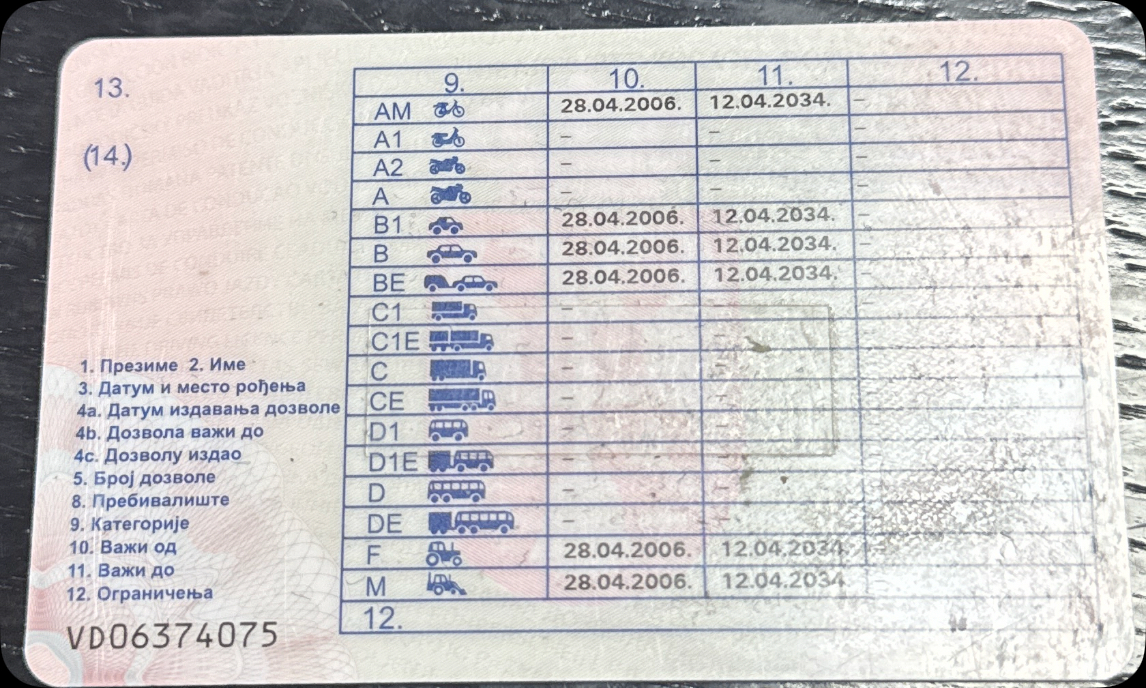 13.
(14.)
9. 10. 11. 12.
AM 28.04.2006. 12.04.2034. –
A1 – – –
A2 – – –
A – – –
B1 28.04.2006. 12.04.2034. –
B 28.04.2006. 12.04.2034. –
BE 28.04.2006. 12.04.2034. –
C1 – – –
C1E – –
C – –
CE – –
D1 – –
D1E – –
D – –
DE – –
F 28.04.2006. 12.04.2034.
M 28.04.2006. 12.04.2034
12.
1. Презиме 2. Име
3. Датум и место рођења
4a. Датум издавања дозволе
4b. Дозвола важи до
4c. Дозволу издао
5. Број дозволе
8. Пребивалиште
9. Категорије
10. Важи од
11. Важи до
12. Ограничења
VD06374075